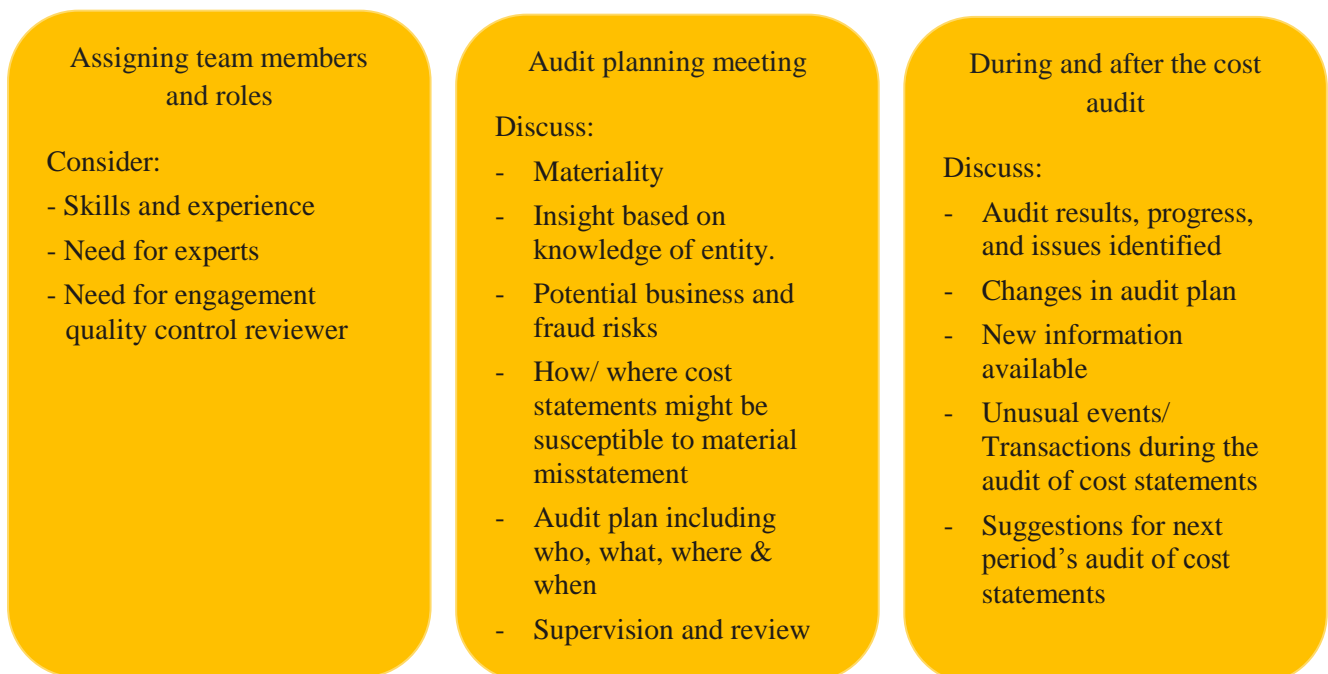 Assigning team members
and roles
Consider:
- Skills and experience
- Need for experts
- Need for engagement
quality control reviewer
Audit planning meeting
Discuss:
- Materiality
- Insight based on
knowledge of entity.
- Potential business and
fraud risks
- How/ where cost
statements might be
susceptible to material
misstatement
- Audit plan including
who, what, where &
when
- Supervision and review
During and after the cost
audit
Discuss:
- Audit results, progress,
and issues identified
- Changes in audit plan
- New information
available
- Unusual events/
Transactions during the
audit of cost statements
- Suggestions for next
period’s audit of cost
statements